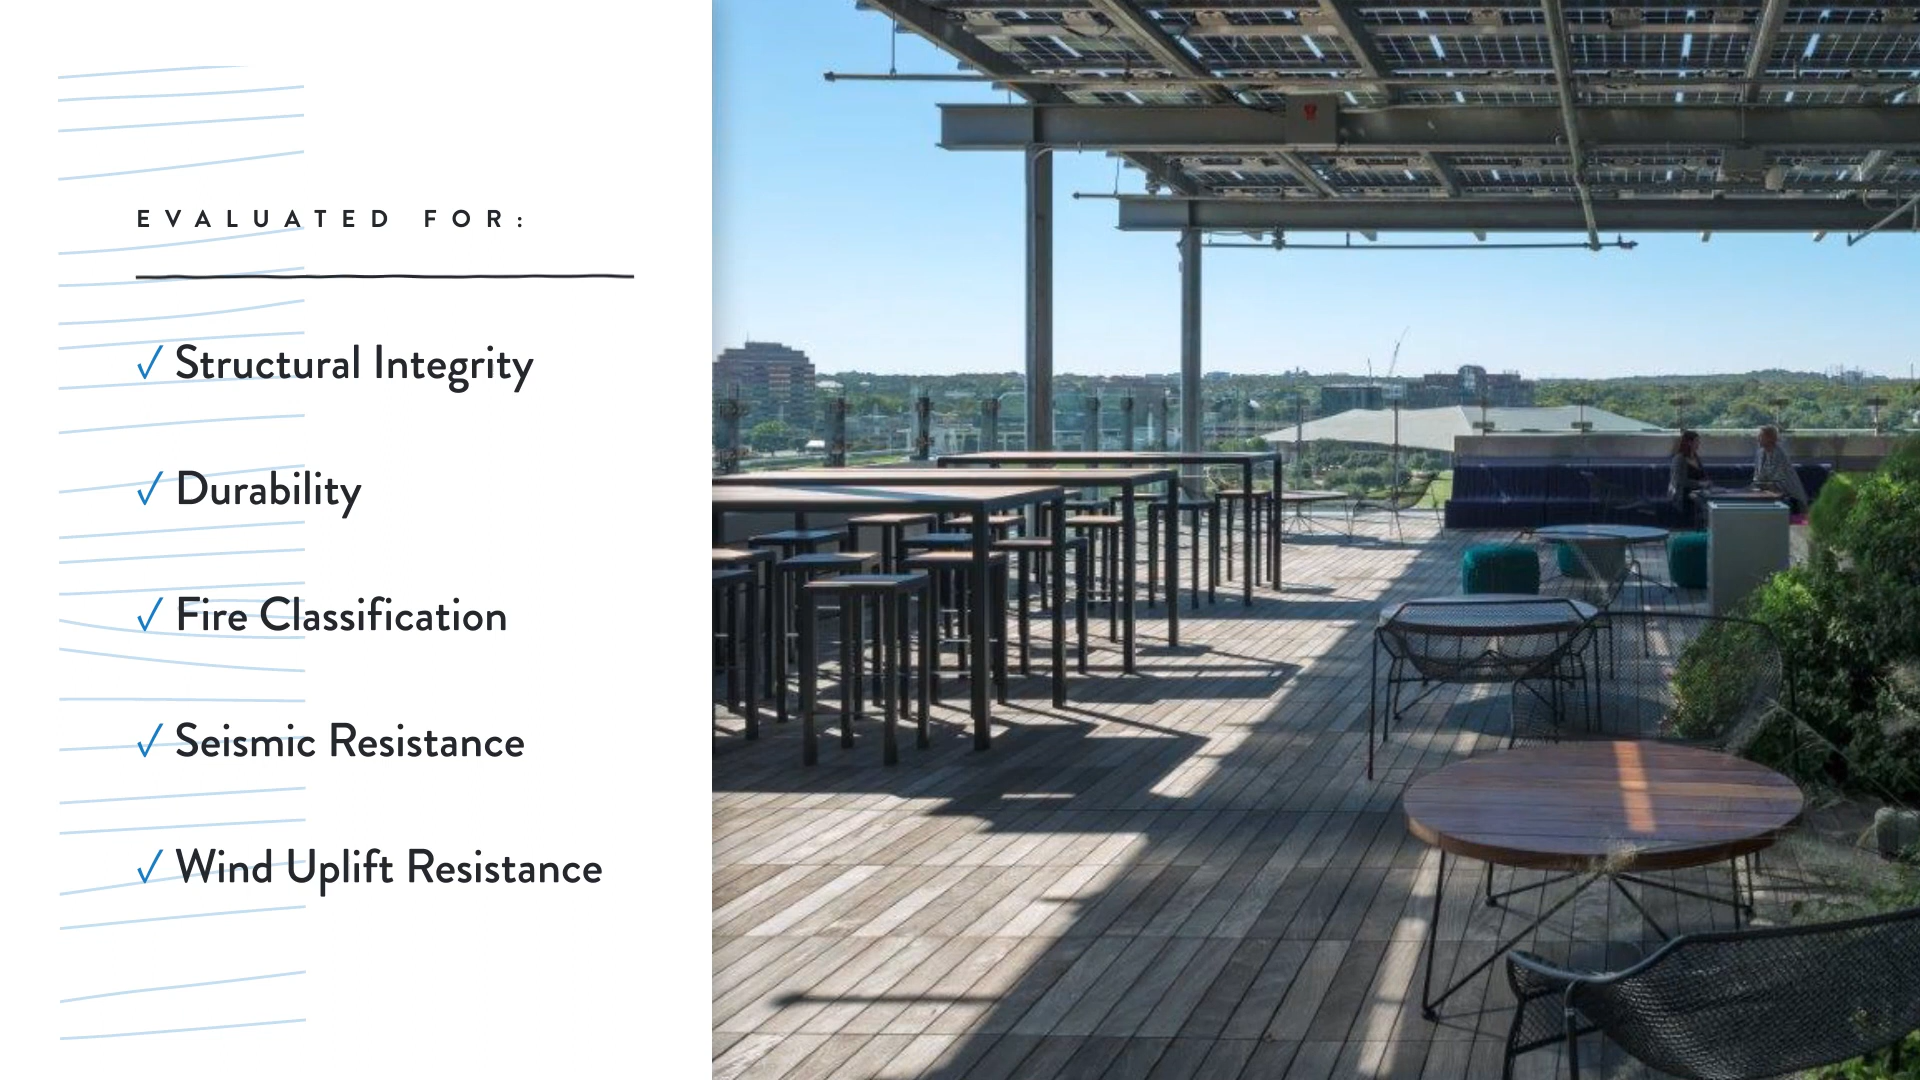 EVALUATED FOR:
✓ Structural Integrity
✓ Durability
✓ Fire Classification
✓ Seismic Resistance
✓ Wind Uplift Resistance